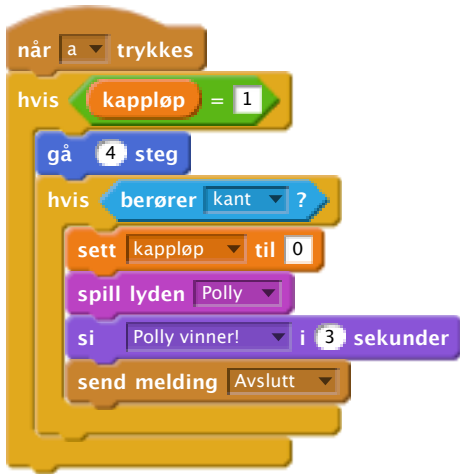 når a trykkes
hvis kappløp = 1
gå 4 steg
hvis berører kant ?
sett kappløp til 0
spill lyden Polly
si Polly vinner! i 3 sekunder
send melding Avslutt